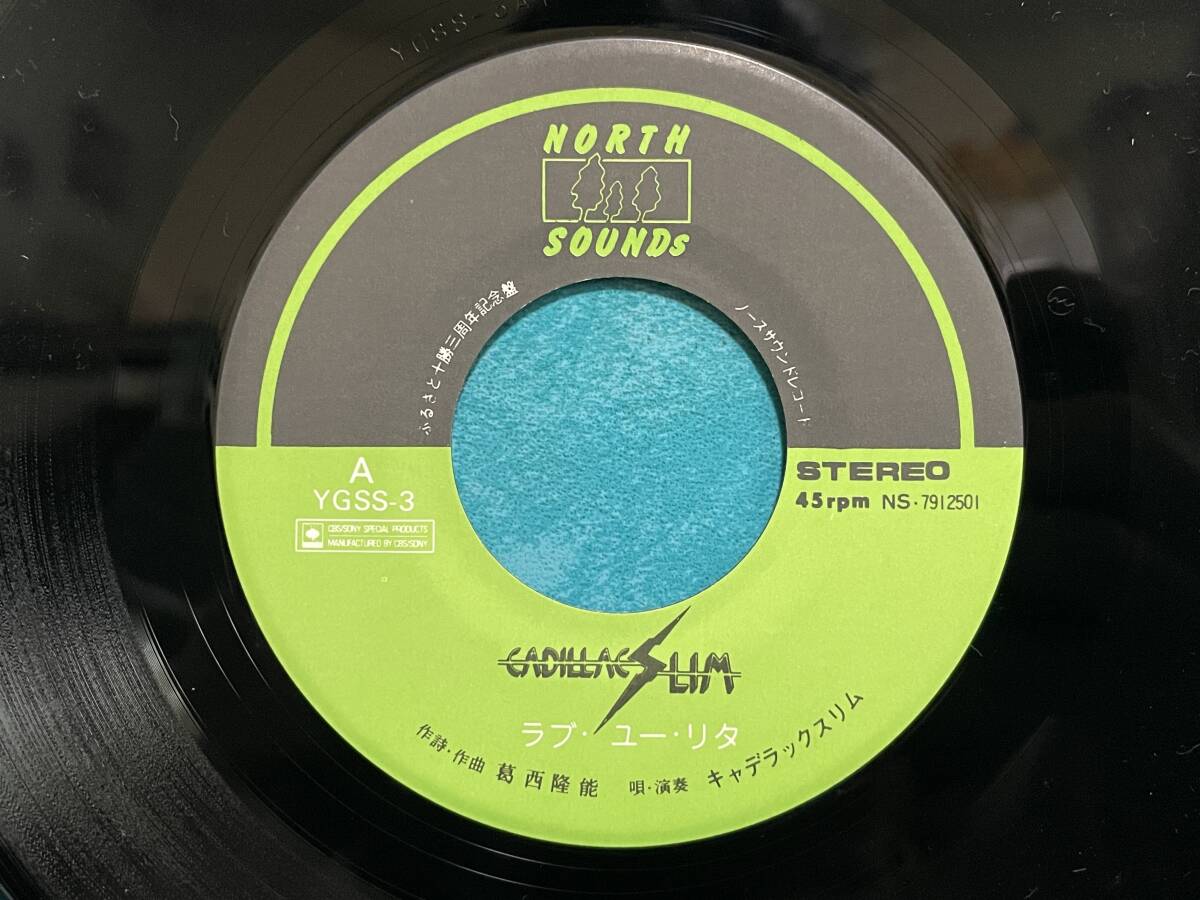 YGSS-3A1
NORTH
SOUNDs
ふるさと十勝三周年記念盤
ノースサウンドレコード
A
YGSS-3
CBS/SONY SPECIAL PRODUCTS
MANUFACTURED BY CBS/SONY
STEREO
45rpm NS・7912501
CADILLAC SLIM
ラブ・ユー・リタ
作詩・作曲 葛西隆能 唄・演奏 キャデラックスリム